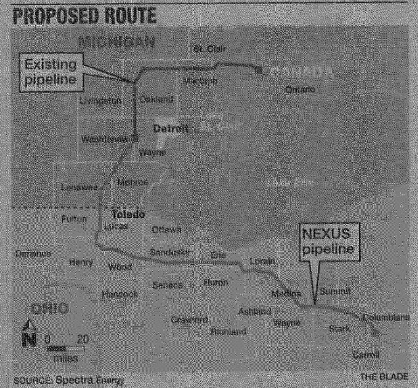 PROPOSED ROUTE
MICHIGAN
St. Clair
Existing
pipeline
Macomb
CANADA
Ontario
Livingston
Oakland
Detroit
Washtenaw
Wayne
Lenawee
Monroe
Lake Erie
Fulton
Toledo
Lucas
Ottawa
NEXUS
pipeline
Defiance
Henry
Wood
Sandusky
Erie
Lorain
Seneca
Huron
Medina
Summit
Hancock
OHIO
Crawford
Ashland
Wayne
Stark
Columbiana
Richland
N
0 20
miles
Carroll
SOURCE: Spectra Energy
THE BLADE